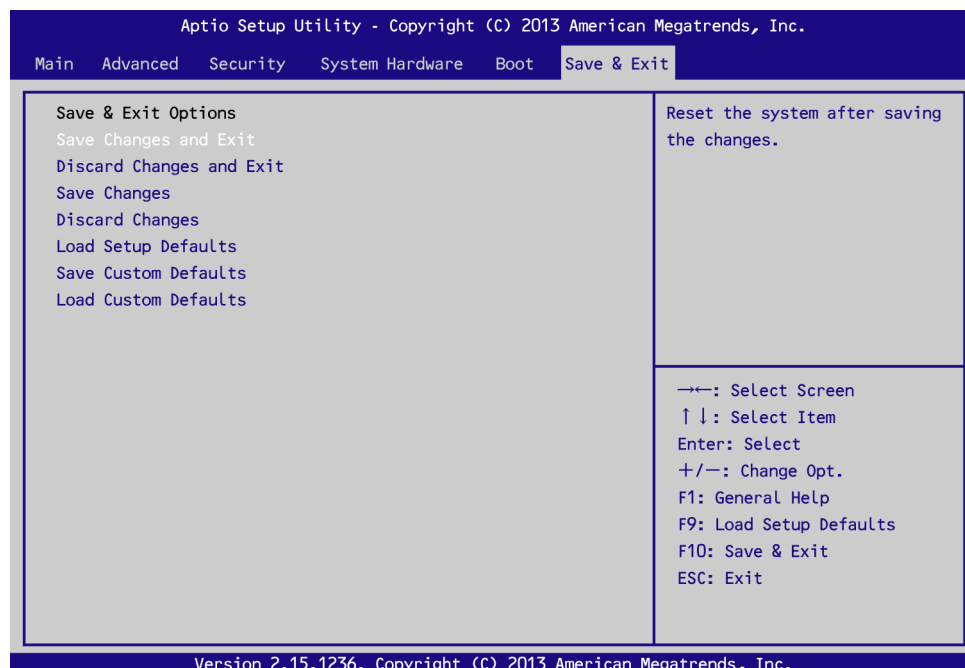 Aptio Setup Utility - Copyright (C) 2013 American Megatrends, Inc.
Main Advanced Security System Hardware Boot Save & Exit
Save & Exit Options
Save Changes and Exit
Discard Changes and Exit
Save Changes
Discard Changes
Load Setup Defaults
Save Custom Defaults
Load Custom Defaults
Reset the system after saving
the changes.
→←: Select Screen
↑↓: Select Item
Enter: Select
+/-: Change Opt.
F1: General Help
F9: Load Setup Defaults
F10: Save & Exit
ESC: Exit
Version 2.15.1236. Copyright (C) 2013 American Megatrends, Inc.